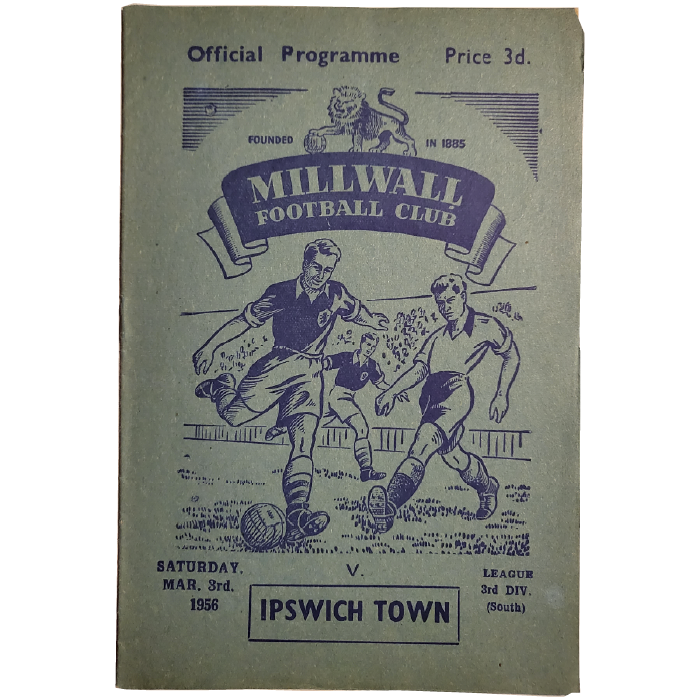 Official Programme Price 3d.
FOUNDED IN 1885
MILLWALL
FOOTBALL CLUB
SATURDAY.
MAR. 3rd.
1956
V.
IPSWICH TOWN
LEAGUE
3rd DIV.
(South)